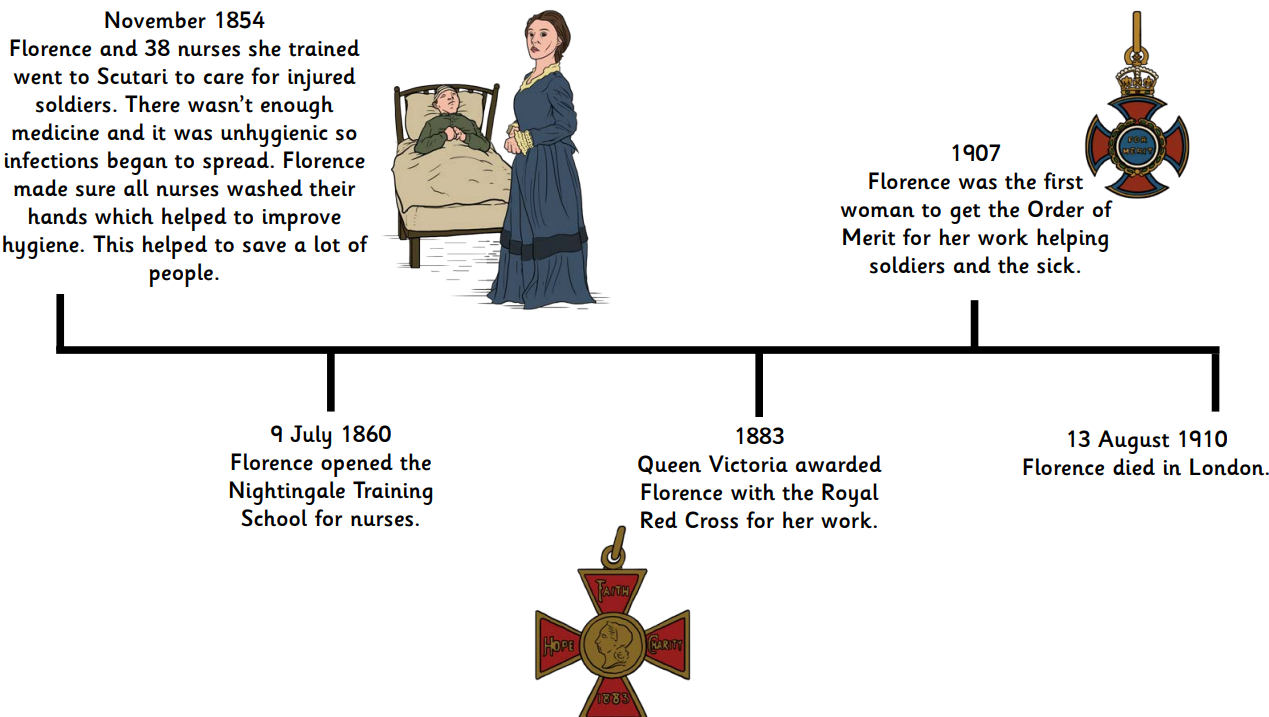 November 1854
Florence and 38 nurses she trained
went to Scutari to care for injured
soldiers. There wasn't enough
medicine and it was unhygienic so
infections began to spread. Florence
made sure all nurses washed their
hands which helped to improve
hygiene. This helped to save a lot of
people.
1907
Florence was the first
woman to get the Order of
Merit for her work helping
soldiers and the sick.
FOR
MERIT
9 July 1860
Florence opened the
Nightingale Training
School for nurses.
1883
Queen Victoria awarded
Florence with the Royal
Red Cross for her work.
13 August 1910
Florence died in London.
FAITH
HOPE
CHARITY
1883